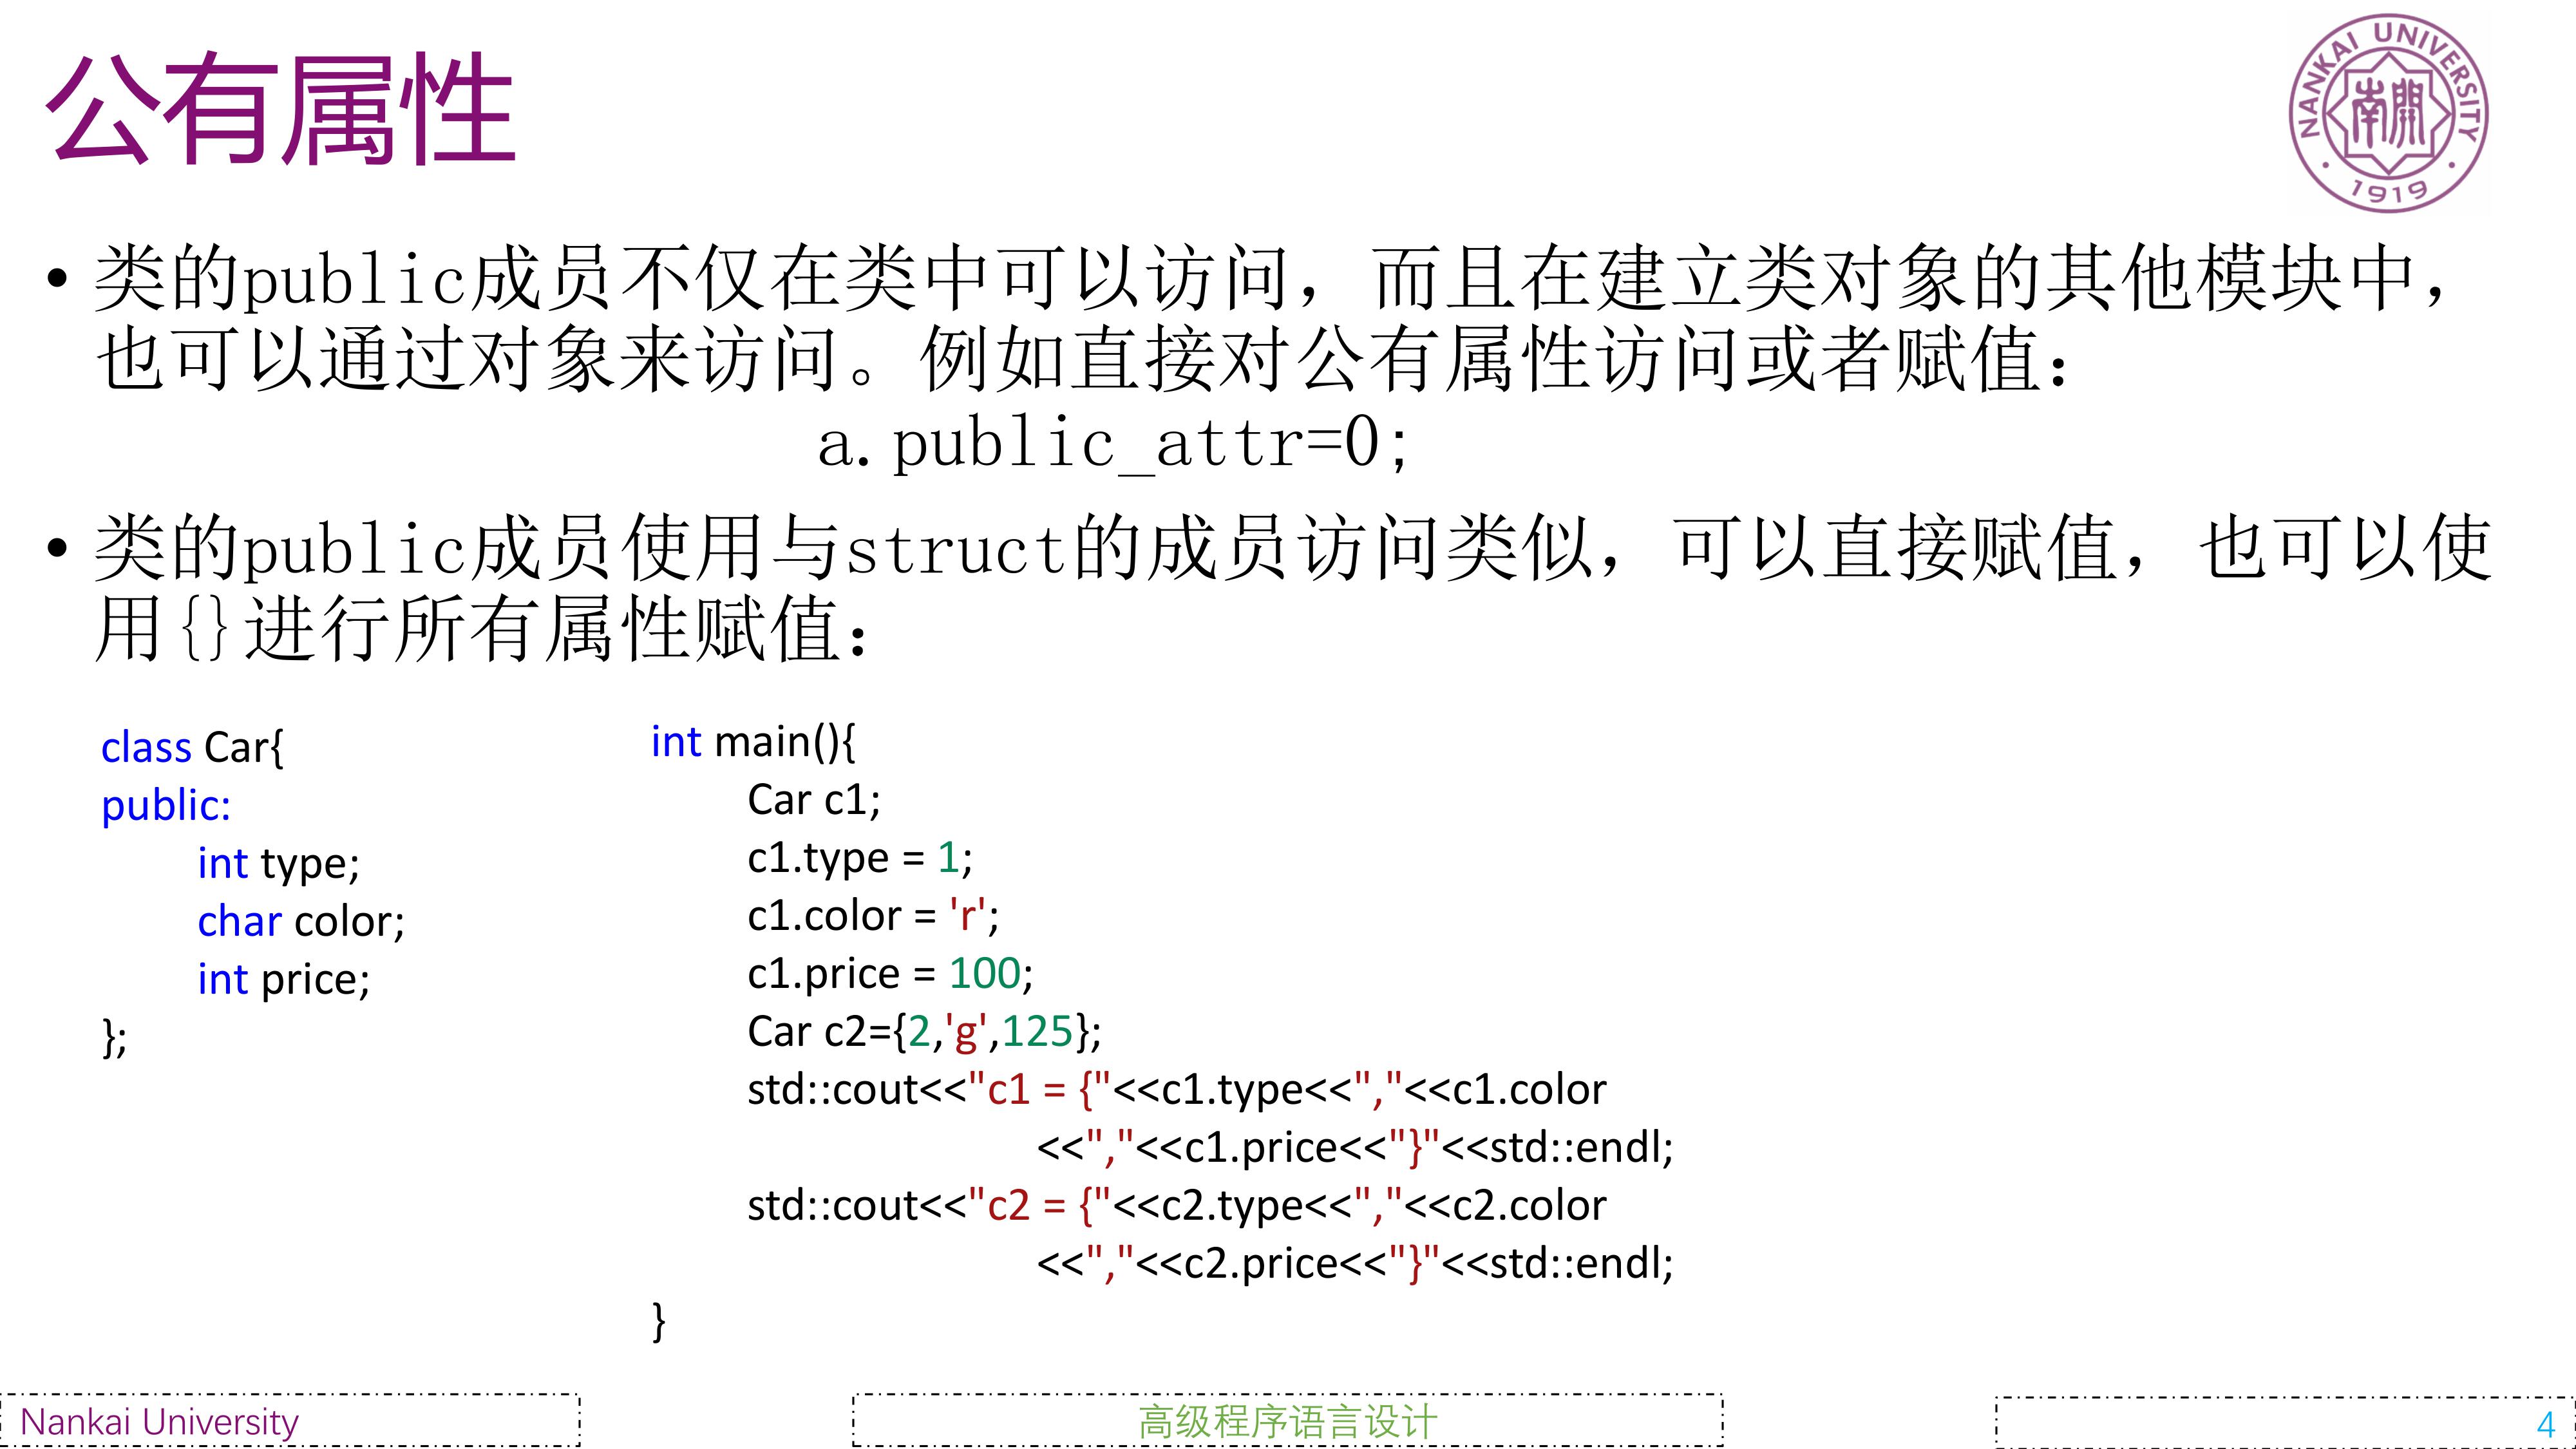 公有属性
NANKAI UNIVERSITY
南開
1919
• 类的public成员不仅在类中可以访问，而且在建立类对象的其他模块中，
也可以通过对象来访问。例如直接对公有属性访问或者赋值：
a.public_attr=0;
• 类的public成员使用与struct的成员访问类似，可以直接赋值，也可以使
用{}进行所有属性赋值：
class Car{
public:
int type;
char color;
int price;
};
int main(){
Car c1;
c1.type = 1;
c1.color = 'r';
c1.price = 100;
Car c2={2,'g',125};
std::cout<<"c1 = {"<<c1.type<<","<<c1.color
<<","<<c1.price<<"}"<<std::endl;
std::cout<<"c2 = {"<<c2.type<<","<<c2.color
<<","<<c2.price<<"}"<<std::endl;
}
Nankai University
高级程序语言设计
4